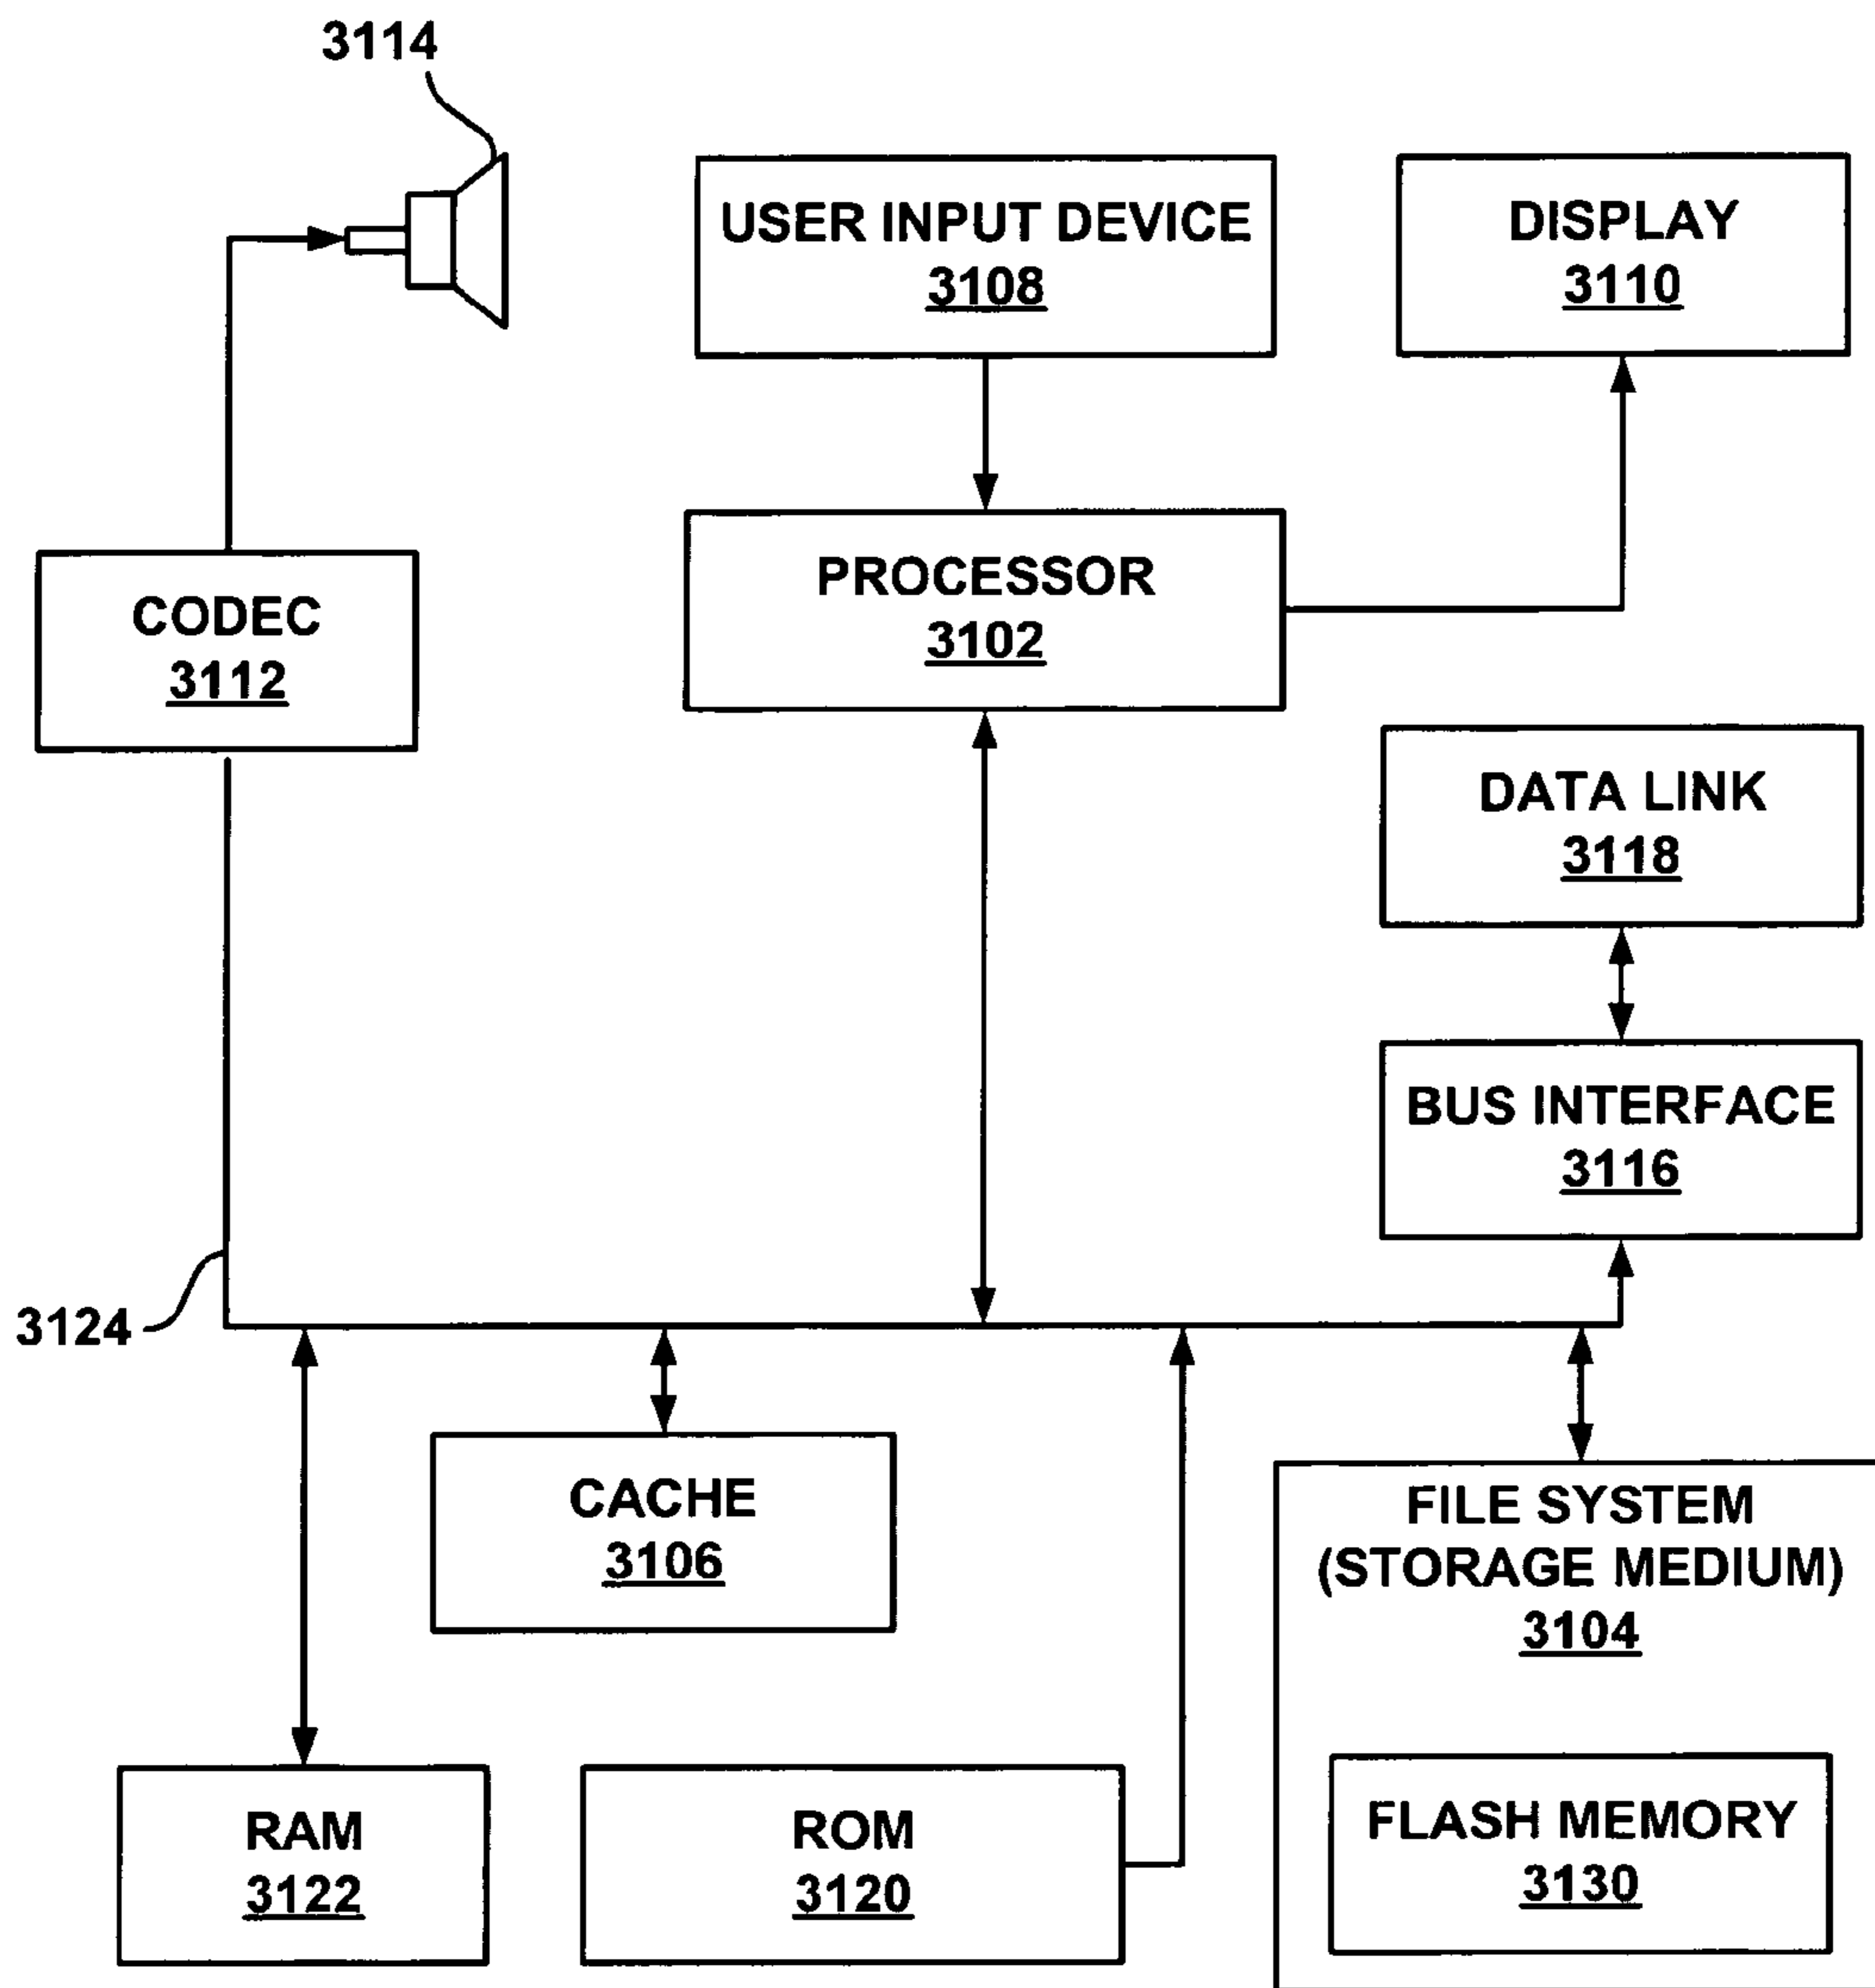 3114
USER INPUT DEVICE
3108
DISPLAY
3110
PROCESSOR
3102
CODEC
3112
DATA LINK
3118
BUS INTERFACE
3116
3124
CACHE
3106
FILE SYSTEM
(STORAGE MEDIUM)
3104
RAM
3122
ROM
3120
FLASH MEMORY
3130